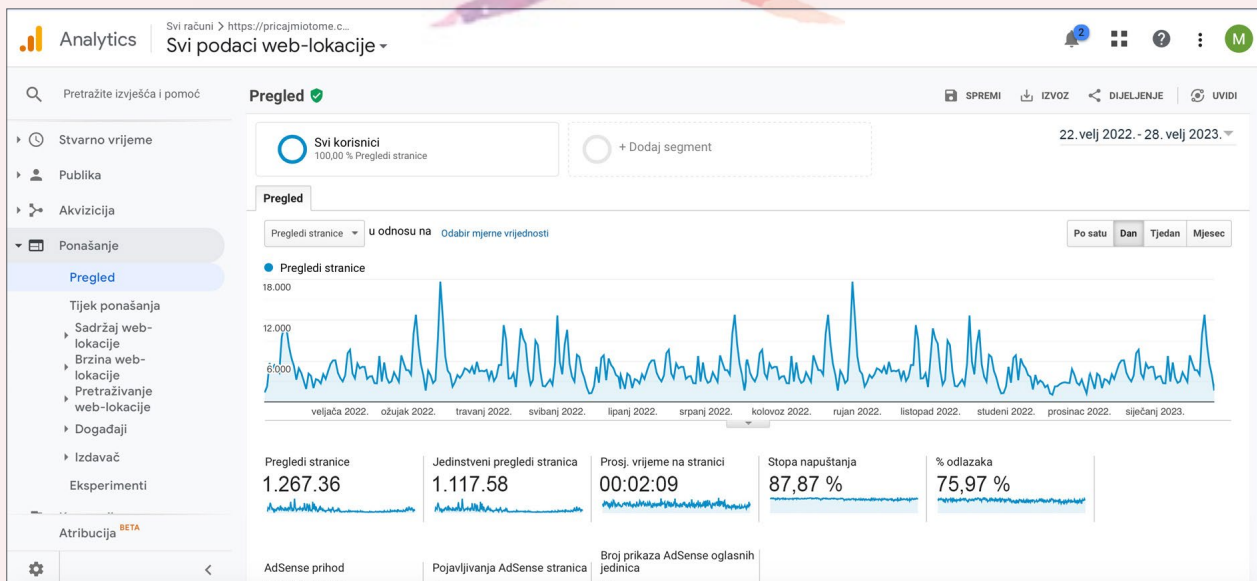 Svi računi > https://pricajmiotome.c...
Analytics
Svi podaci web-lokacije
2
M
Pretražite izvješća i pomoć
Stvarno vrijeme
Publika
Akvizicija
Ponašanje
Pregled
Tijek ponašanja
Sadržaj web-
lokacije
Brzina web-
lokacije
Pretraživanje
web-lokacije
Događaji
Izdavač
Eksperimenti
Atribucija BETA
Pregled
SPREMI
IZVOZ
DIJELJENJE
UVIDI
Svi korisnici
100,00 % Pregledi stranice
+ Dodaj segment
22. velj 2022. - 28. velj 2023.
Pregled
Pregledi stranice
u odnosu na
Odabir mjerne vrijednosti
Po satu
Dan
Tjedan
Mjesec
Pregledi stranice
18.000
12.000
veljača 2022. ožujak 2022. travanj 2022. svibanj 2022. lipanj 2022. srpanj 2022. kolovoz 2022. rujan 2022. listopad 2022. studeni 2022. prosinac 2022. siječanj 2023.
Pregledi stranice
1.267.36
Jedinstveni pregledi stranica
1.117.58
Prosj. vrijeme na stranici
00:02:09
Stopa napuštanja
87,87 %
% odlazaka
75,97 %
AdSense prihod
Pojavljivanja AdSense stranica
Broj prikaza AdSense oglasnih
jedinica